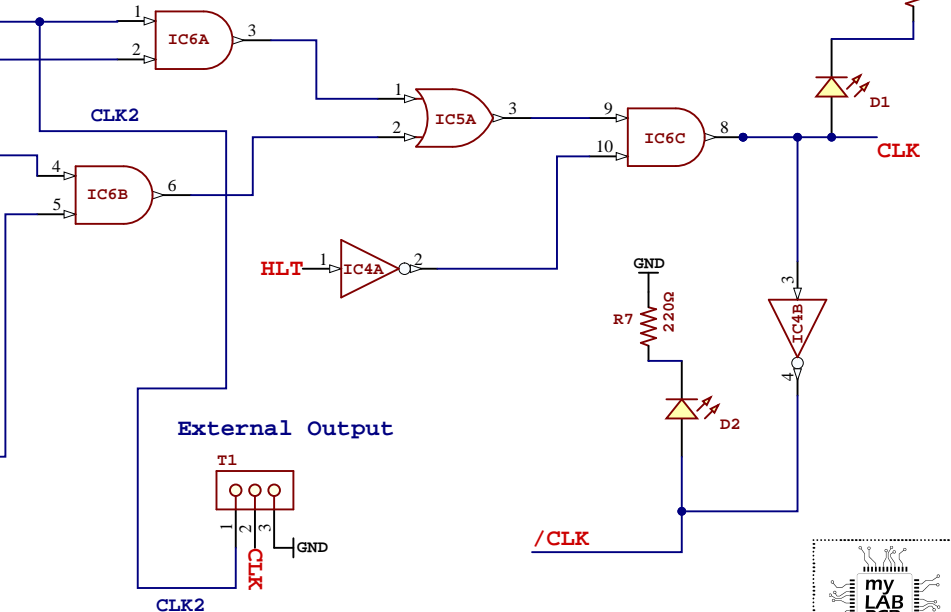 1
IC6A
3
2
CLK2
1
IC5A
3
2
9
IC6C
8
10
D1
CLK
4
IC6B
6
5
HLT
1
IC4A
2
GND
R7
220Ω
3
IC4B
4
D2
External Output
T1
1
2
3
GND
CLK
CLK2
/CLK
my
LAB
PCB